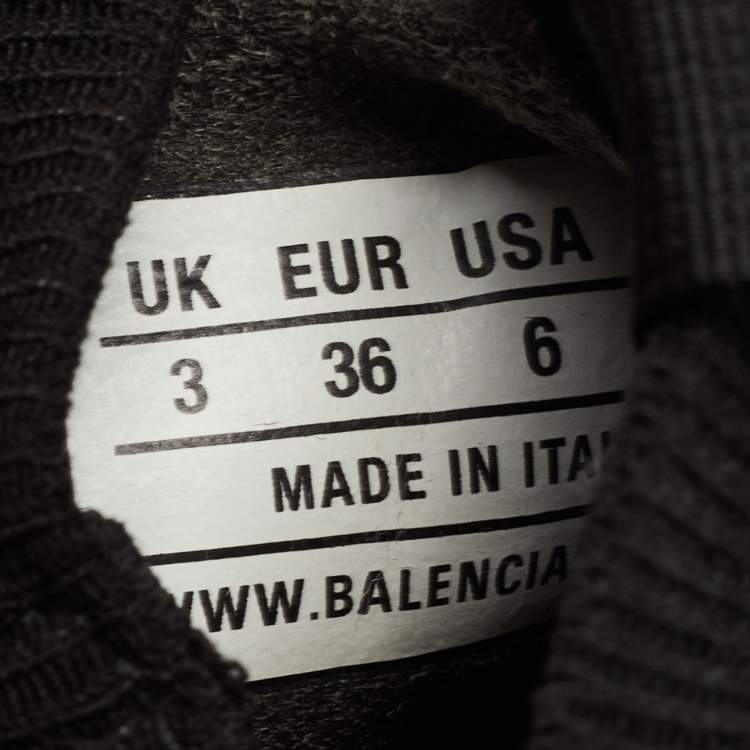 UK EUR USA
3 36 6
MADE IN ITA
WWW.BALENCIA